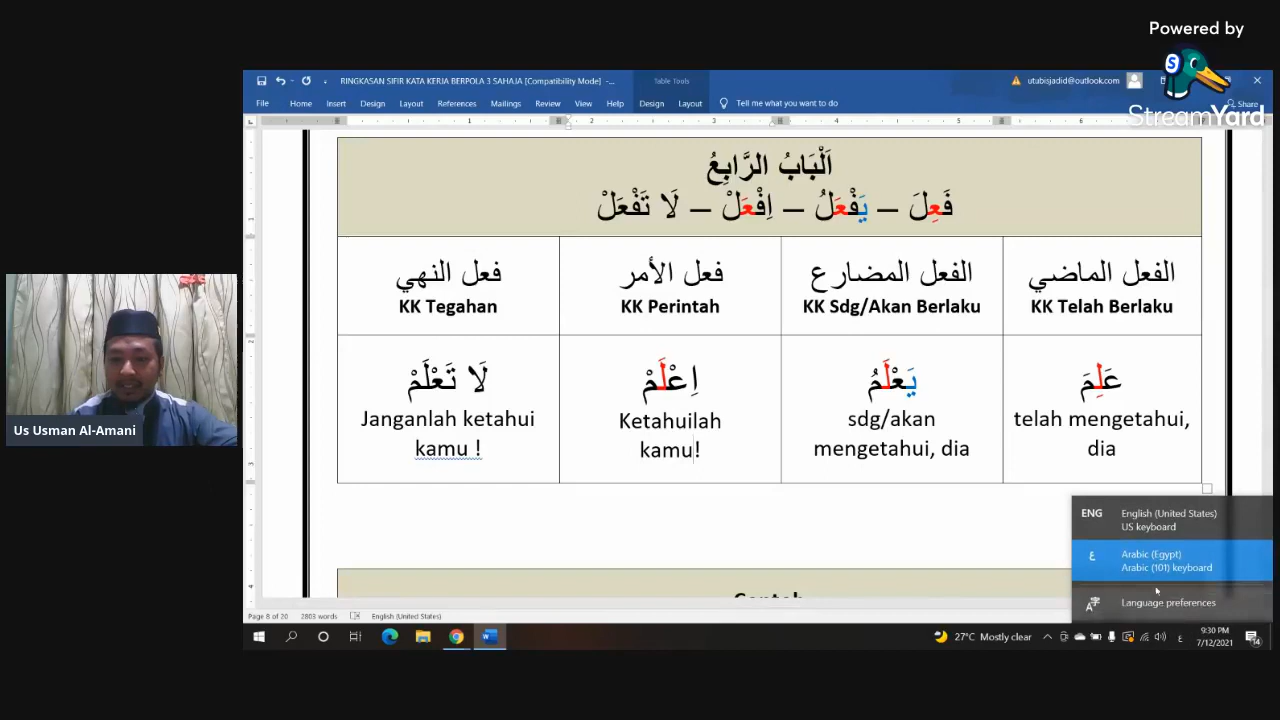 Powered by
StreamYard
RINGKASAN SIFIR KATA KERJA BERPOLA 3 SAHAJA [Compatibility Mode] -...
Table Tools
utubisjadid@outlook.com
File Home Insert Design Layout References Mailings Review View Help Design Layout Tell me what you want to do Share
اَلْبَابُ الرَّابِعُ
فَعِلَ – يَفْعَلُ – اِفْعَلْ – لَا تَفْعَلْ
الفعل الماضي
KK Telah Berlaku
الفعل المضارع
KK Sdg/Akan Berlaku
فعل الأمر
KK Perintah
فعل النهي
KK Tegahan
عَلِمَ
telah mengetahui,
dia
يَعْلَمُ
sdg/akan
mengetahui, dia
اِعْلَمْ
Ketahuilah
kamu!
لَا تَعْلَمْ
Janganlah ketahui
kamu !
Us Usman Al-Amani
ENG English (United States)
US keyboard
ع Arabic (Egypt)
Arabic (101) keyboard
Language preferences
Page 8 of 20 2803 words English (United States)
27°C Mostly clear
ع
9:30 PM
7/12/2021
14